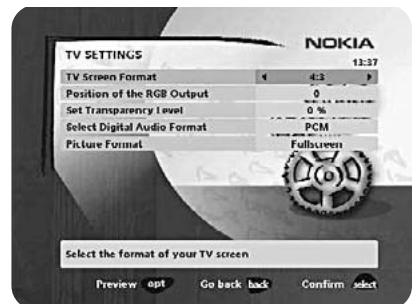 NOKIA
13:37
TV SETTINGS
TV Screen Format 4:3
Position of the RGB Output 0
Set Transparency Level 0 %
Select Digital Audio Format PCM
Picture Format Fullscreen
Select the format of your TV screen
Preview opt Go back back Confirm select